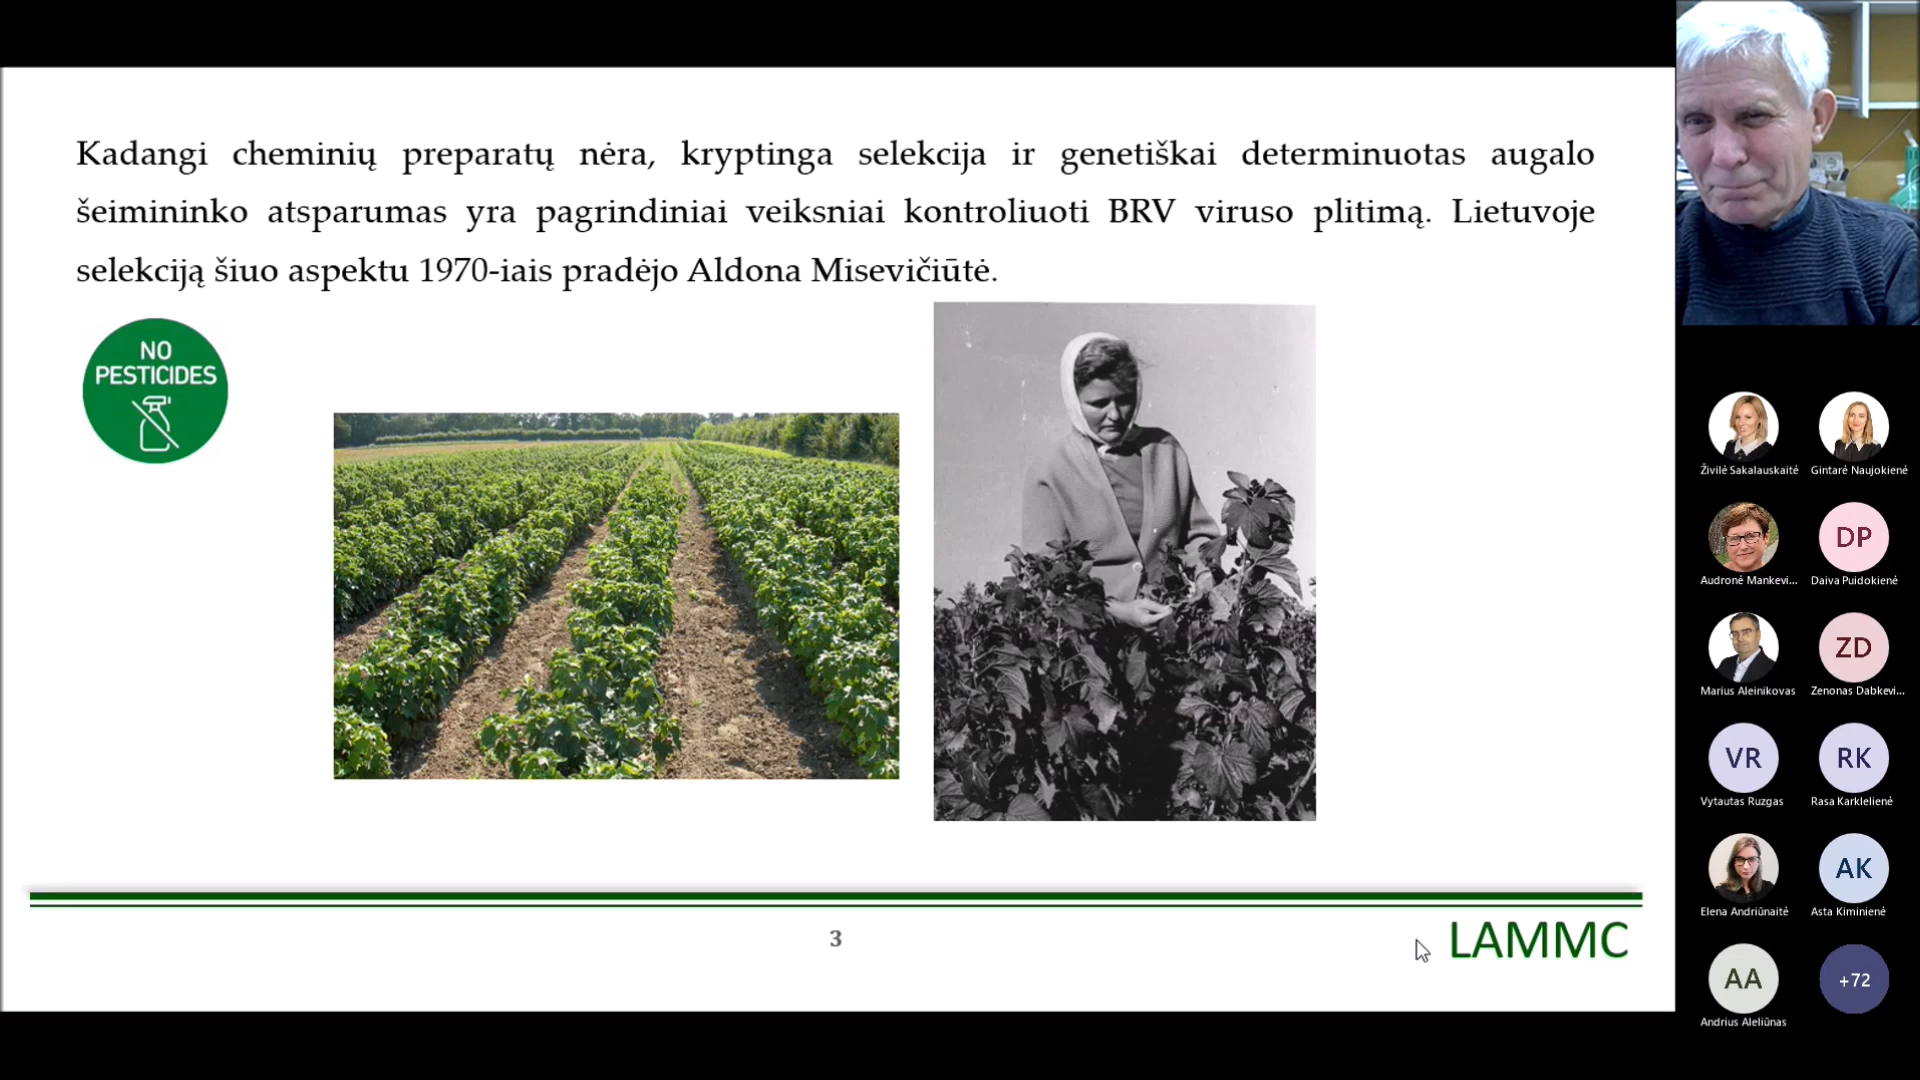 Kadangi cheminių preparatų nėra, kryptinga selekcija ir genetiškai determinuotas augalo
šeimininko atsparumas yra pagrindiniai veiksniai kontroliuoti BRV viruso plitimą. Lietuvoje
selekciją šiuo aspektu 1970-iais pradėjo Aldona Misevičiūtė.
NO
PESTICIDES
3
LAMMC
Živilė Sakalauskaitė
Gintarė Naujokienė
Audronė Mankevi...
DP
Daiva Puidokienė
Marius Aleinikovas
ZD
Zenonas Dabkevi...
VR
Vytautas Ruzgas
RK
Rasa Karklelienė
Elena Andriūnaitė
AK
Asta Kiminienė
AA
Andrius Aleliūnas
+72